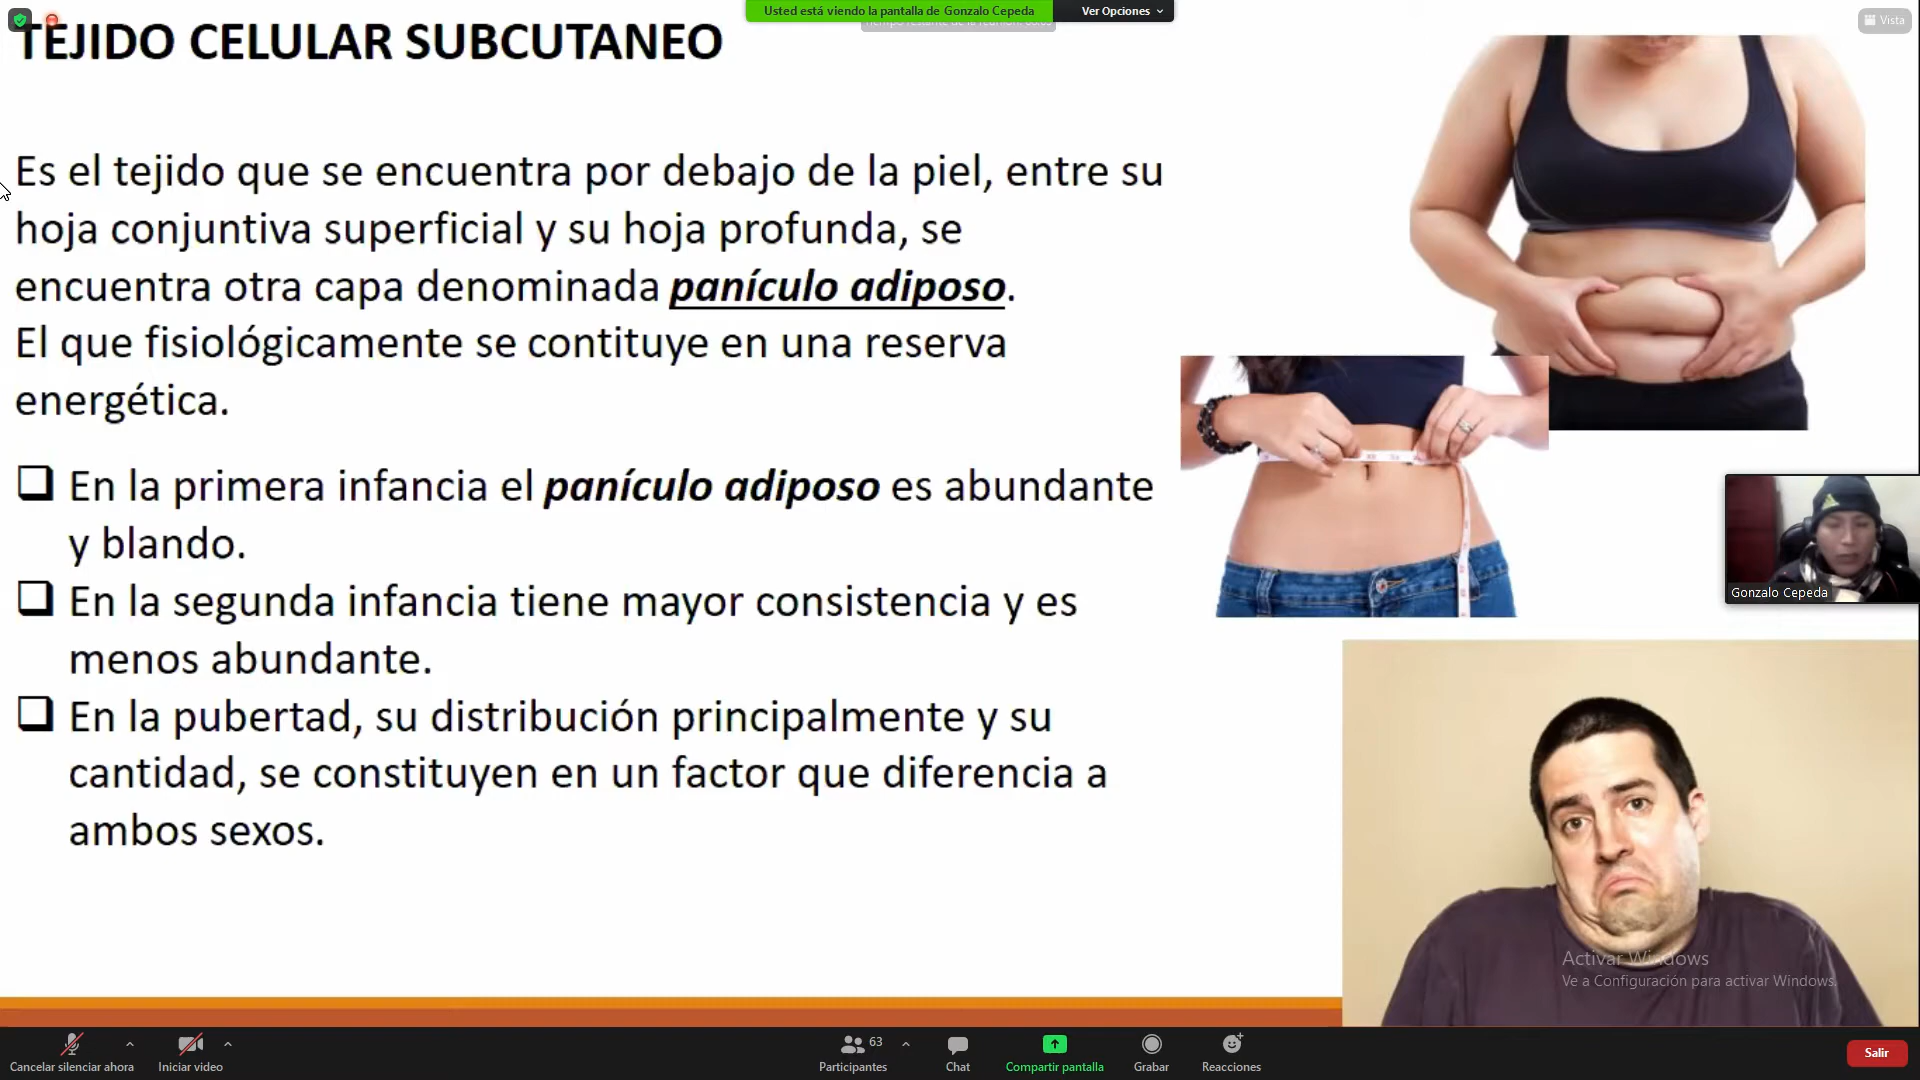 Usted está viendo la pantalla de Gonzalo Cepeda
Ver Opciones
Vista
TEJIDO CELULAR SUBCUTANEO
Es el tejido que se encuentra por debajo de la piel, entre su
hoja conjuntiva superficial y su hoja profunda, se
encuentra otra capa denominada panículo adiposo.
El que fisiológicamente se contituye en una reserva
energética.
❑ En la primera infancia el panículo adiposo es abundante
y blando.
❑ En la segunda infancia tiene mayor consistencia y es
menos abundante.
❑ En la pubertad, su distribución principalmente y su
cantidad, se constituyen en un factor que diferencia a
ambos sexos.
Gonzalo Cepeda
Activar Windows
Ve a Configuración para activar Windows.
Cancelar silenciar ahora
Iniciar video
Participantes
63
Chat
Compartir pantalla
Grabar
Reacciones
Salir